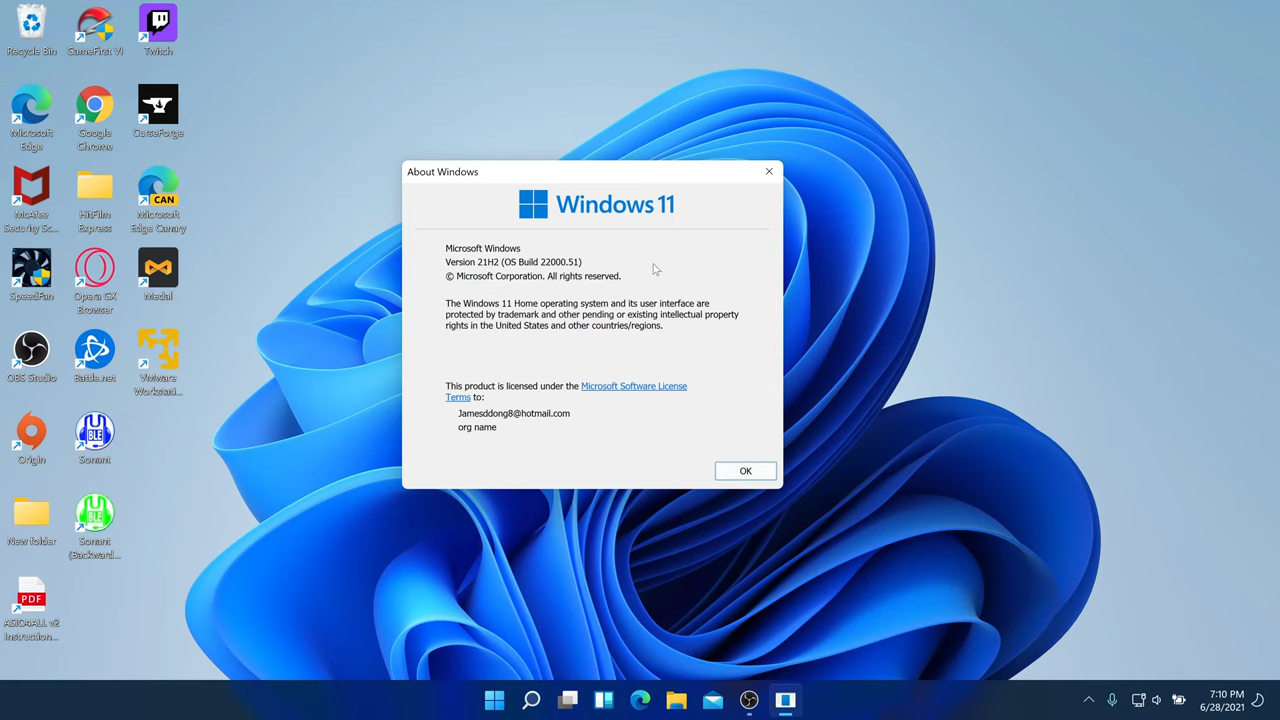 Recycle Bin
GameFirst VI
Twitch
Microsoft
Edge
Google
Chrome
CurseForge
McAfee
Security Sc...
HitFilm
Express
CAN
Microsoft
Edge Canary
SpeedFan
Opera GX
Browser
Medal
OBS Studio
Battle.net
VMware
Workstati...
Origin
BLE
Sonant
New folder
BLE
Sonant
(Backward...
PDF
ASIO4ALL v2
Instruction...
About Windows
Windows 11
Microsoft Windows
Version 21H2 (OS Build 22000.51)
© Microsoft Corporation. All rights reserved.
The Windows 11 Home operating system and its user interface are
protected by trademark and other pending or existing intellectual property
rights in the United States and other countries/regions.
This product is licensed under the Microsoft Software License
Terms to:
Jamesddong8@hotmail.com
org name
OK
7:10 PM
6/28/2021